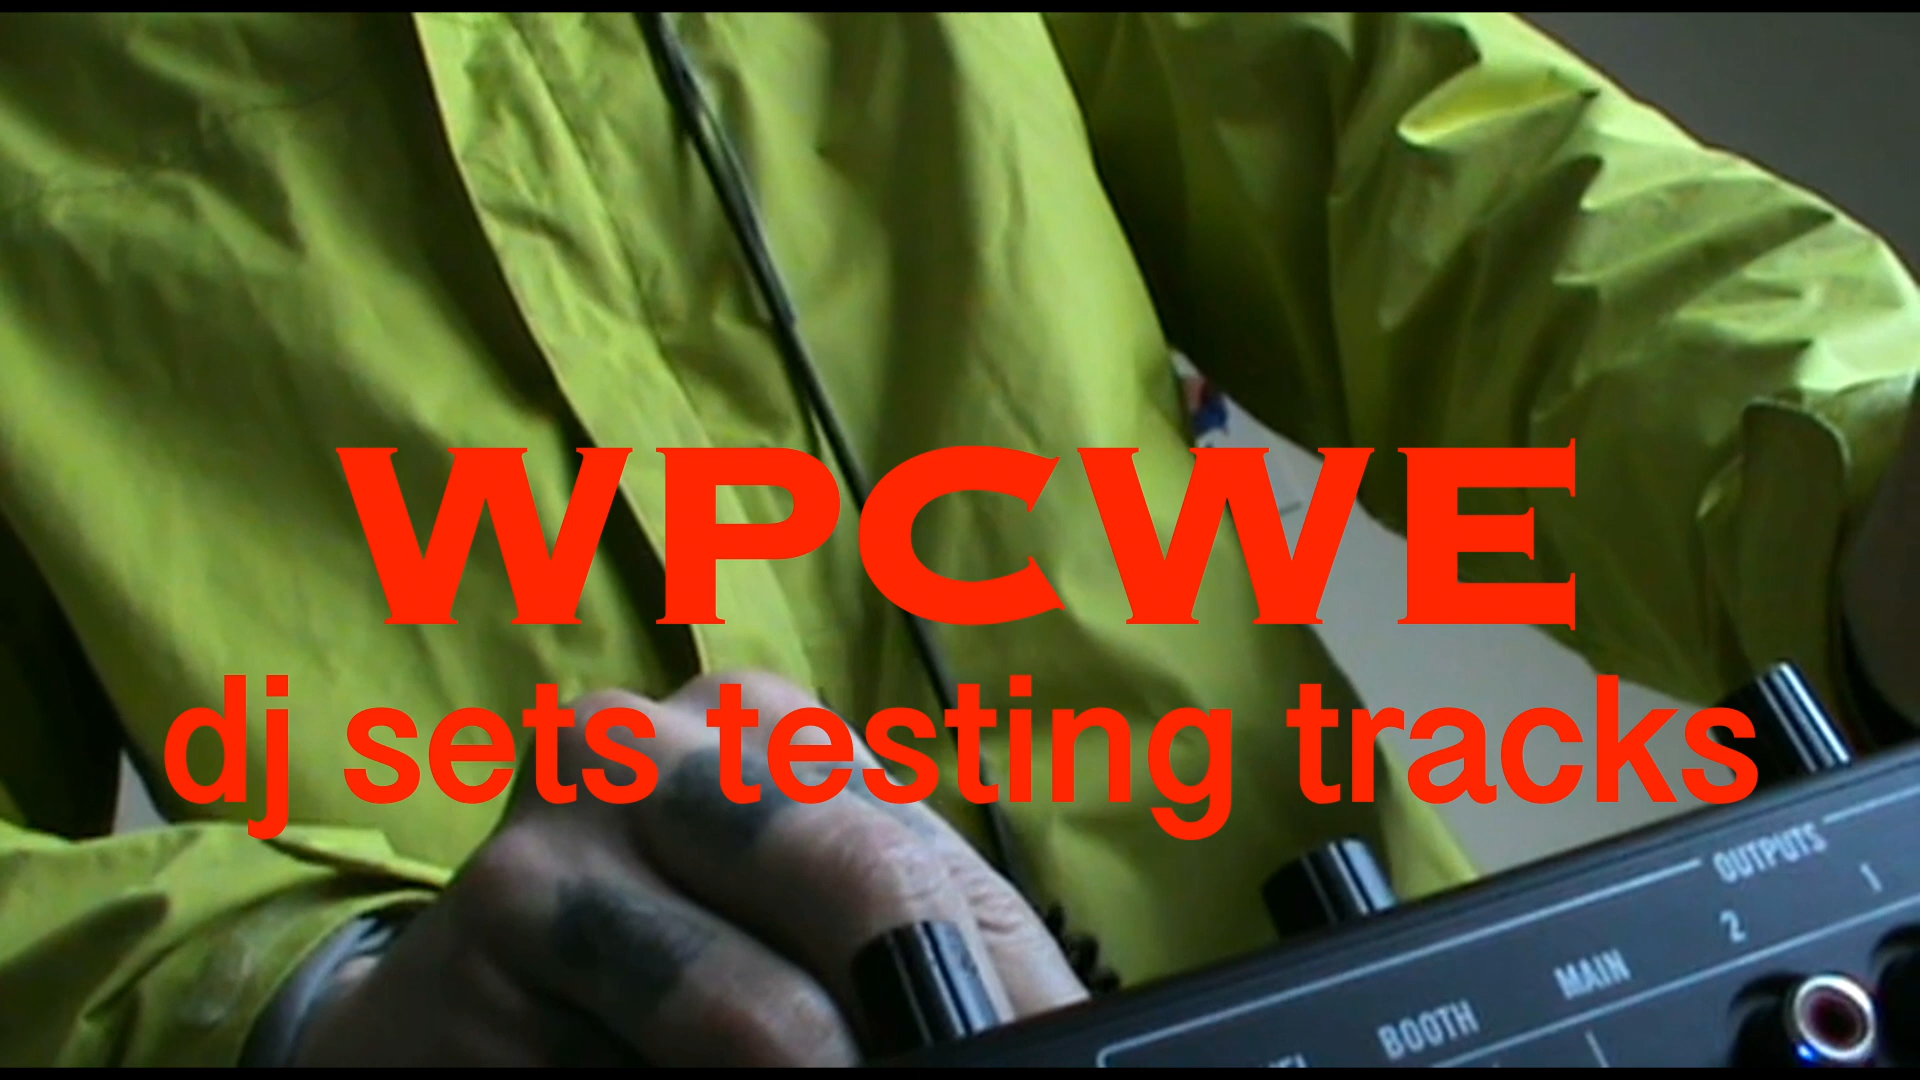 WPCWE
dj sets testing tracks
OUTPUTS
1
2
MAIN
BOOTH